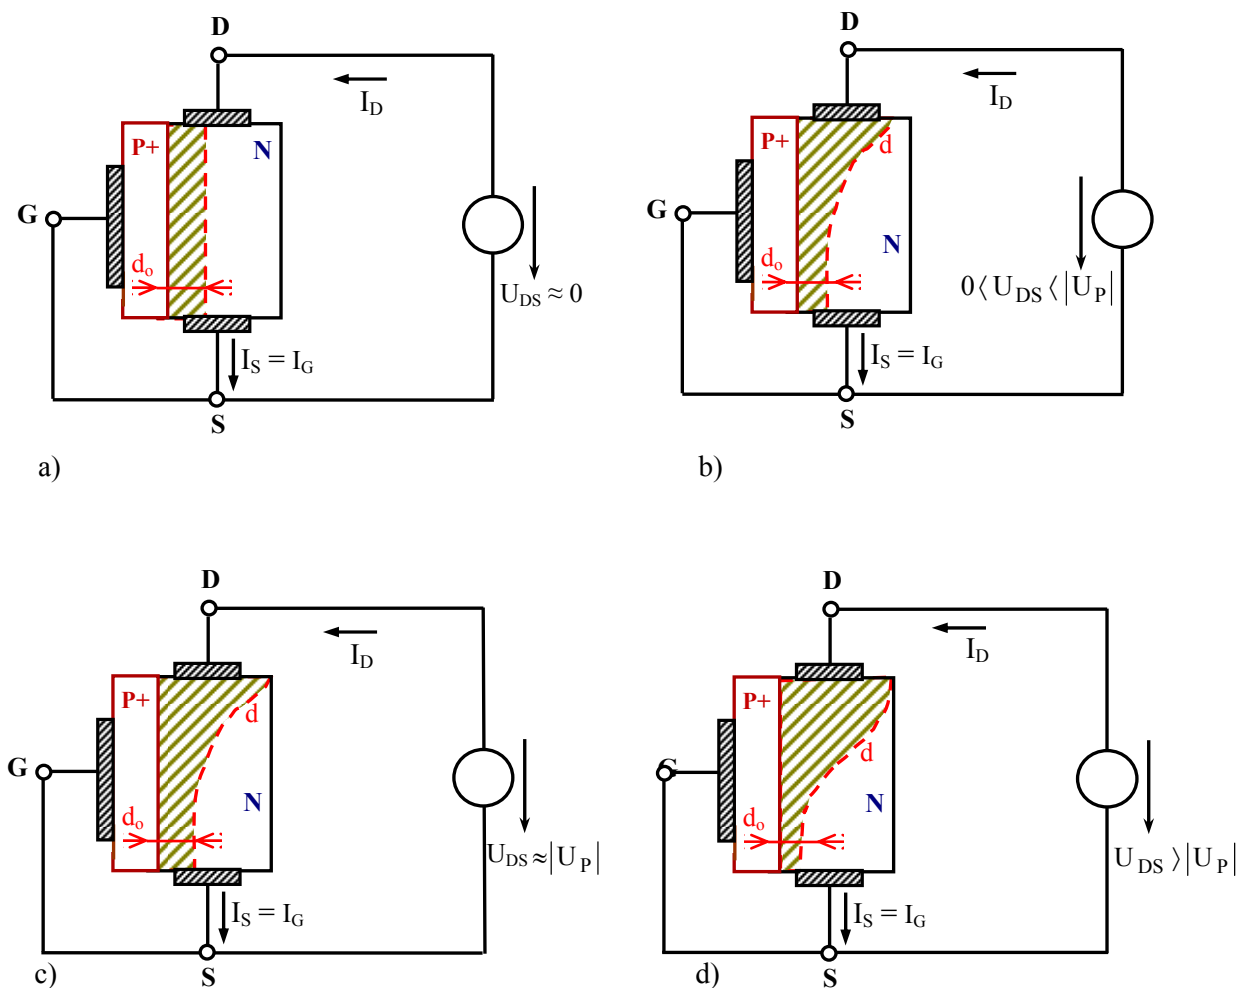 D
I_D
P+
N
G
d_o
U_DS ≈ 0
I_S = I_G
S
a)
D
I_D
P+
d
G
N
d_o
0 ⟨ U_DS ⟨ |U_P|
I_S = I_G
S
b)
D
I_D
P+
d
G
N
d_o
U_DS ≈ |U_P|
I_S = I_G
S
c)
D
I_D
P+
d
G
N
d_o
U_DS ⟩ |U_P|
I_S = I_G
S
d)